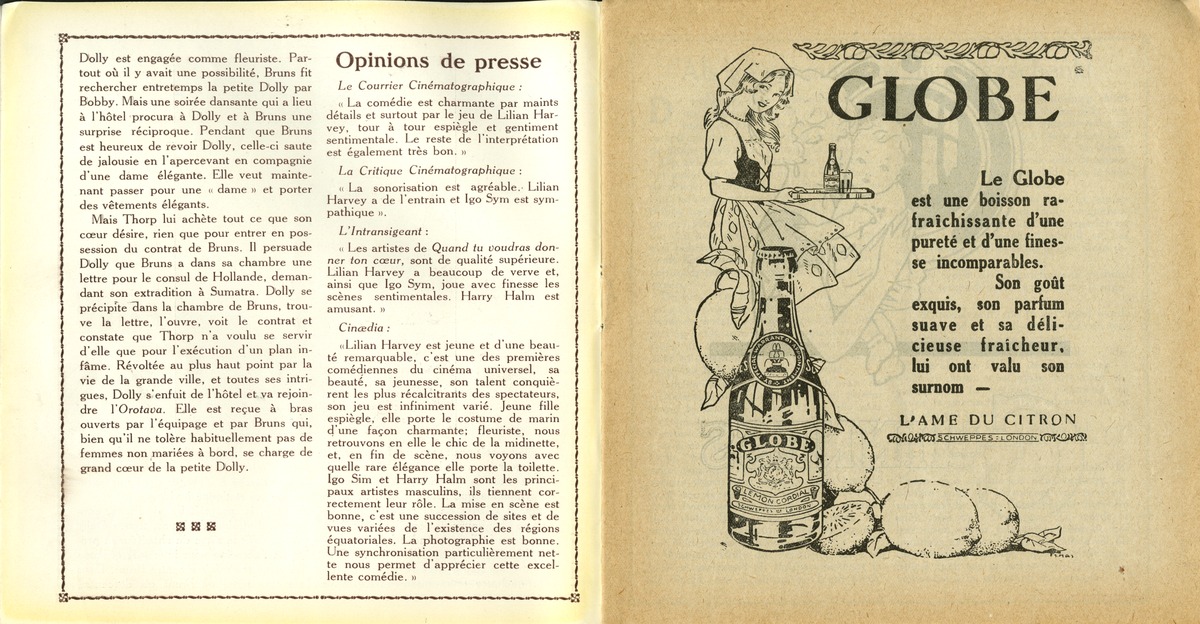 Dolly est engagée comme fleuriste. Par-
tout où il y avait une possibilité, Bruns fit
rechercher entretemps la petite Dolly par
Bobby. Mais une soirée dansante qui a lieu
à l'hôtel procura à Dolly et à Bruns une
surprise réciproque. Pendant que Bruns
est heureux de revoir Dolly, celle-ci saute
de jalousie en l'apercevant en compagnie
d'une dame élégante. Elle veut mainte-
nant passer pour une « dame » et porter
des vêtements élégants.
Mais Thorp lui achète tout ce que son
cœur désire, rien que pour entrer en pos-
session du contrat de Bruns. Il persuade
Dolly que Bruns a dans sa chambre une
lettre pour le consul de Hollande, deman-
dant son extradition à Sumatra. Dolly se
précipite dans la chambre de Bruns, trou-
ve la lettre, l'ouvre, voit le contrat et
constate que Thorp n'a voulu se servir
d'elle que pour l'exécution d'un plan in-
fâme. Révoltée au plus haut point par la
vie de la grande ville, et toutes ses intri-
gues, Dolly s'enfuit de l'hôtel et va rejoin-
dre l'Orotava. Elle est reçue à bras
ouverts par l'équipage et par Bruns qui,
bien qu'il ne tolère habituellement pas de
femmes non mariées à bord, se charge de
grand cœur de la petite Dolly.
Opinions de presse
Le Courrier Cinématographique :
« La comédie est charmante par maints
détails et surtout par le jeu de Lilian Har-
vey, tour à tour espiègle et gentiment
sentimentale. Le reste de l'interprétation
est également très bon. »
La Critique Cinématographique :
« La sonorisation est agréable. Lilian
Harvey a de l'entrain et Igo Sym est sym-
pathique ».
L'Intransigeant :
« Les artistes de Quand tu voudras don-
ner ton cœur, sont de qualité supérieure.
Lilian Harvey a beaucoup de verve et,
ainsi que Igo Sym, joue avec finesse les
scènes sentimentales. Harry Halm est
amusant. »
Cinædia :
«Lilian Harvey est jeune et d'une beau-
té remarquable, c'est une des premières
comédiennes du cinéma universel, sa
beauté, sa jeunesse, son talent conquiè-
rent les plus récalcitrants des spectateurs,
son jeu est infiniment varié. Jeune fille
espiègle, elle porte le costume de marin
d'une façon charmante; fleuriste, nous
retrouvons en elle le chic de la midinette,
et, en fin de scène, nous voyons avec
quelle rare élégance elle porte la toilette.
Igo Sim et Harry Halm sont les princi-
paux artistes masculins, ils tiennent cor-
rectement leur rôle. La mise en scène est
bonne, c'est une succession de sites et de
vues variées de l'existence des régions
équatoriales. La photographie est bonne.
Une synchronisation particulièrement net-
te nous permet d'apprécier cette excel-
lente comédie. »
GLOBE
Le Globe
est une boisson ra-
fraîchissante d'une
pureté et d'une fines-
se incomparables.
Son goût
exquis, son parfum
suave et sa déli-
cieuse fraîcheur,
lui ont valu son
surnom —
L'AME DU CITRON
SCHWEPPES-LONDON
GLOBE
LEMON CORDIAL
SCHWEPPES OF LONDON